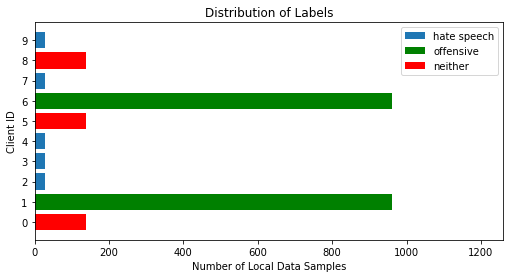 Distribution of Labels
hate speech
offensive
neither
Client ID
9
8
7
6
5
4
3
2
1
0
0 200 400 600 800 1000 1200
Number of Local Data Samples